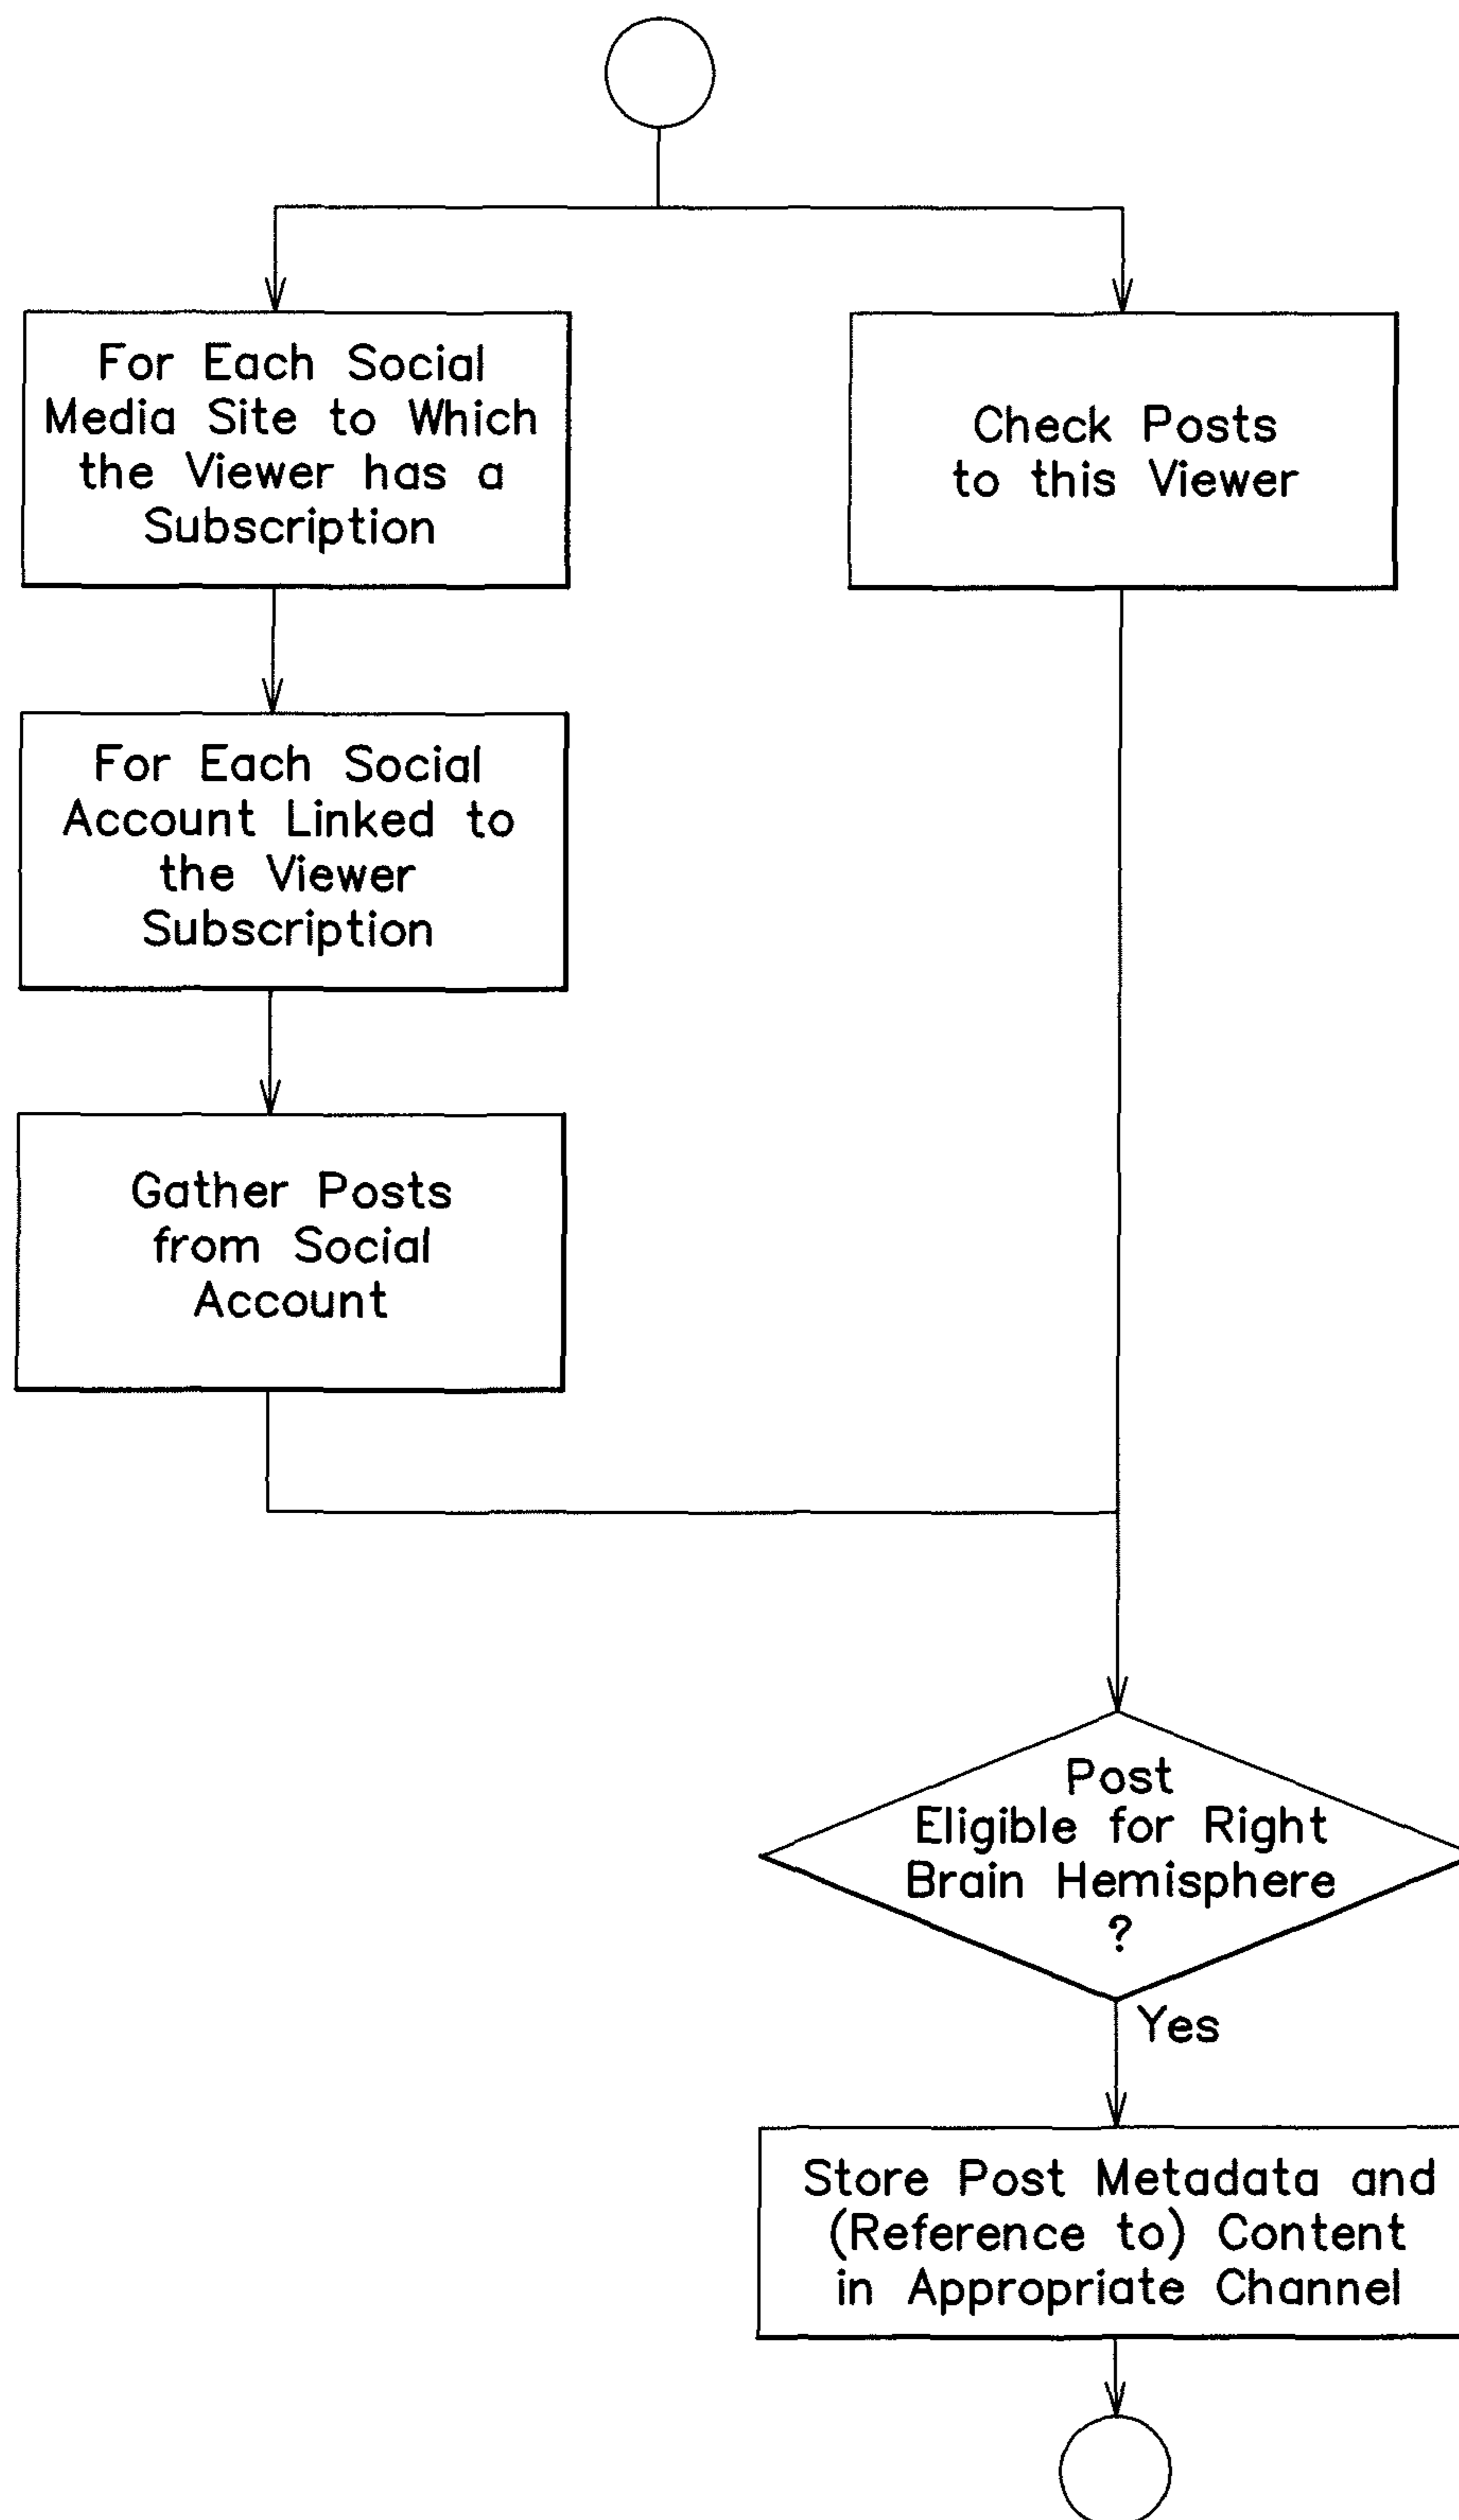 For Each Social
Media Site to Which
the Viewer has a
Subscription
Check Posts
to this Viewer
For Each Social
Account Linked to
the Viewer
Subscription
Gather Posts
from Social
Account
Post
Eligible for Right
Brain Hemisphere
?
Yes
Store Post Metadata and
(Reference to) Content
in Appropriate Channel